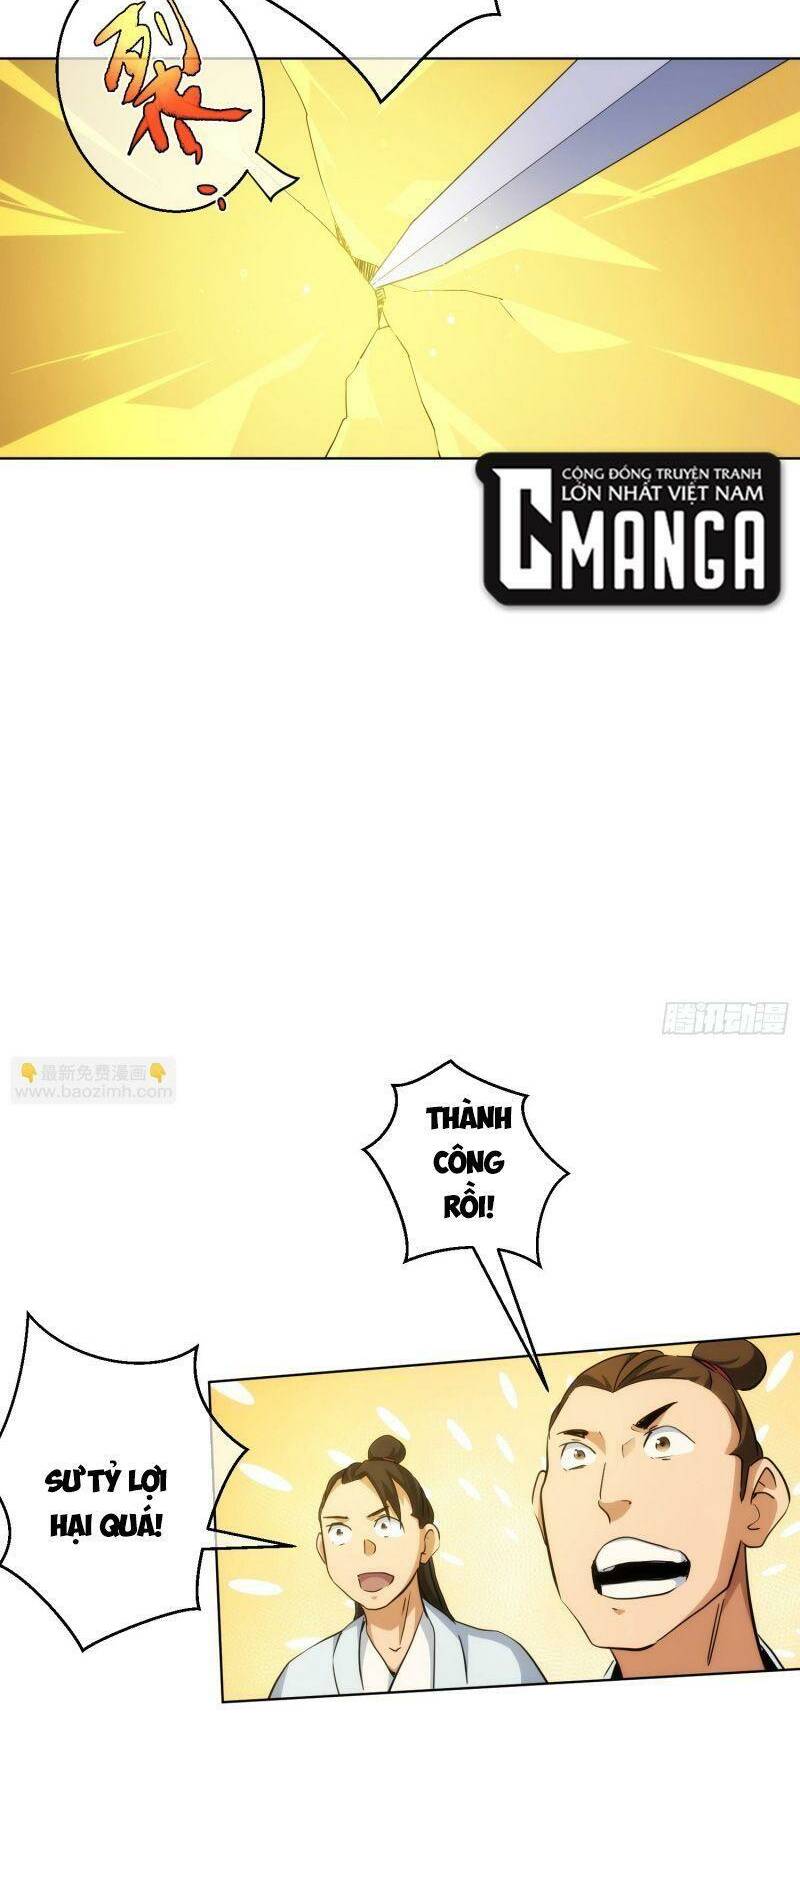 裂
CỘNG ĐỒNG TRUYỆN TRANH
LỚN NHẤT VIỆT NAM
CMANGA
腾讯动漫
最新免费漫画
www.baozimh.com
THÀNH
CÔNG
RỒI!
SƯ TỶ LỢI
HẠI QUÁ!